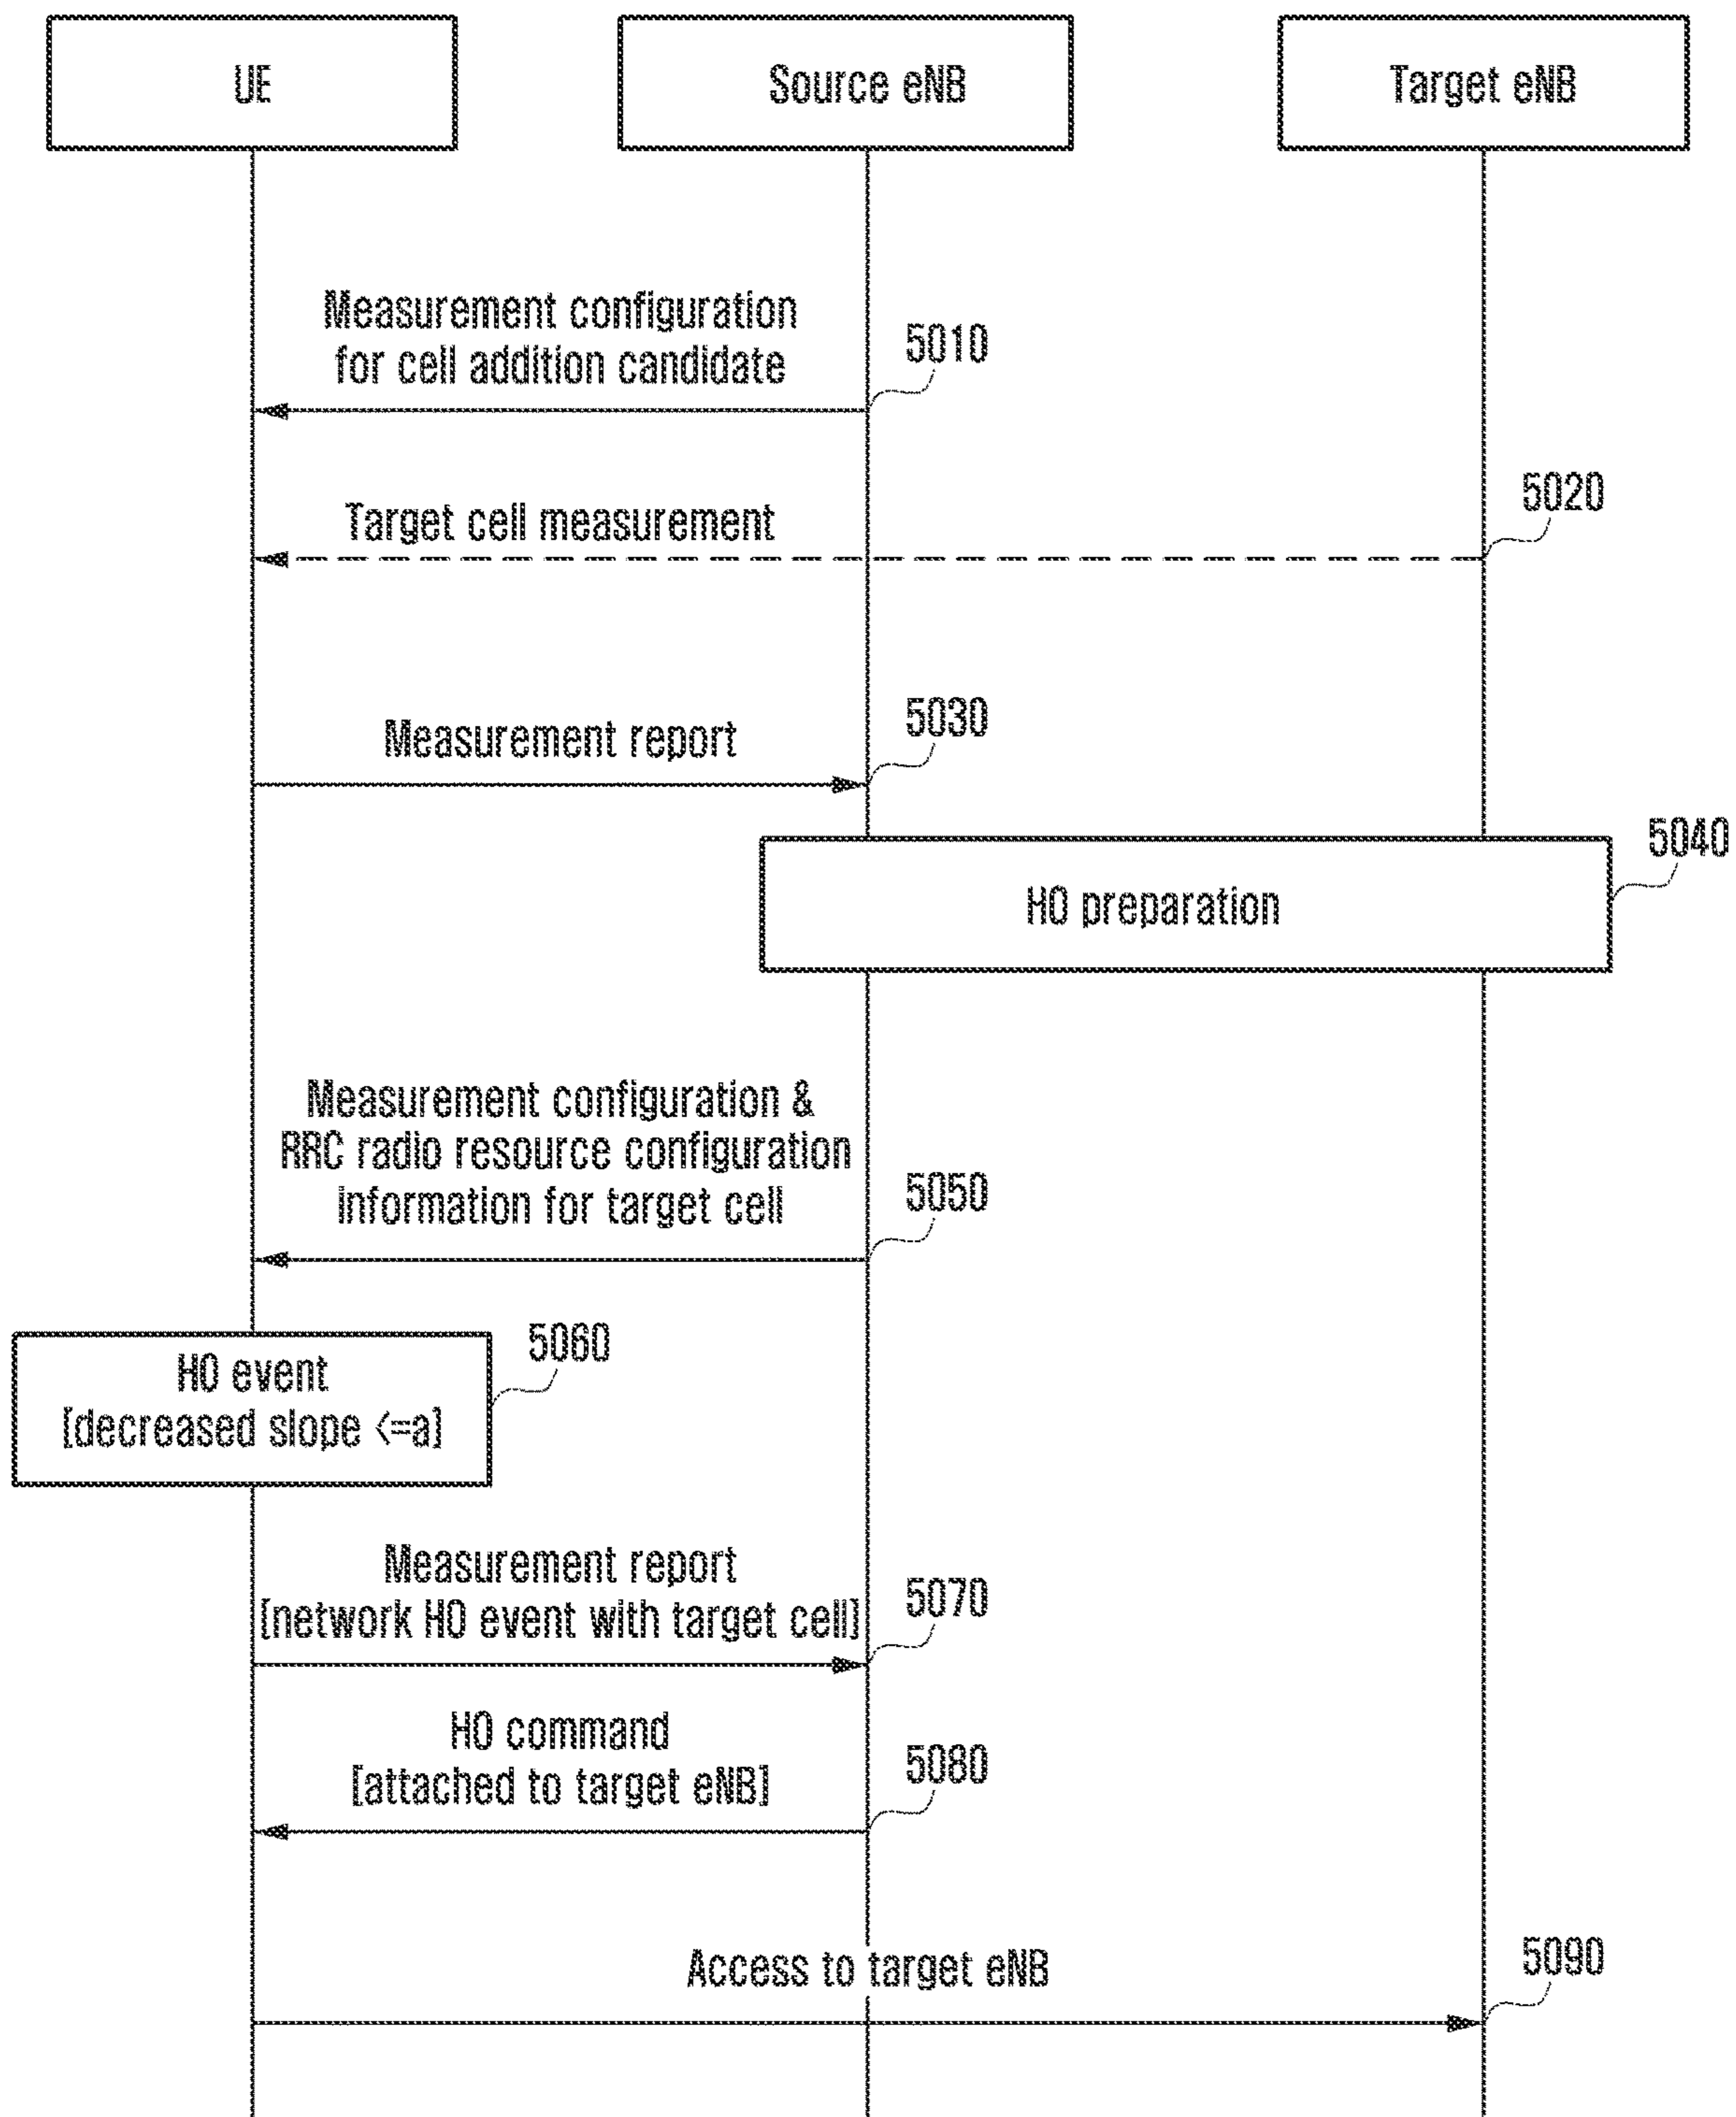 UE
Source eNB
Target eNB
Measurement configuration
for cell addition candidate
5010
Target cell measurement
5020
Measurement report
5030
HO preparation
5040
Measurement configuration &
RRC radio resource configuration
information for target cell
5050
HO event
[decreased slope <=a]
5060
Measurement report
[network HO event with target cell]
5070
HO command
[attached to target eNB]
5080
Access to target eNB
5090